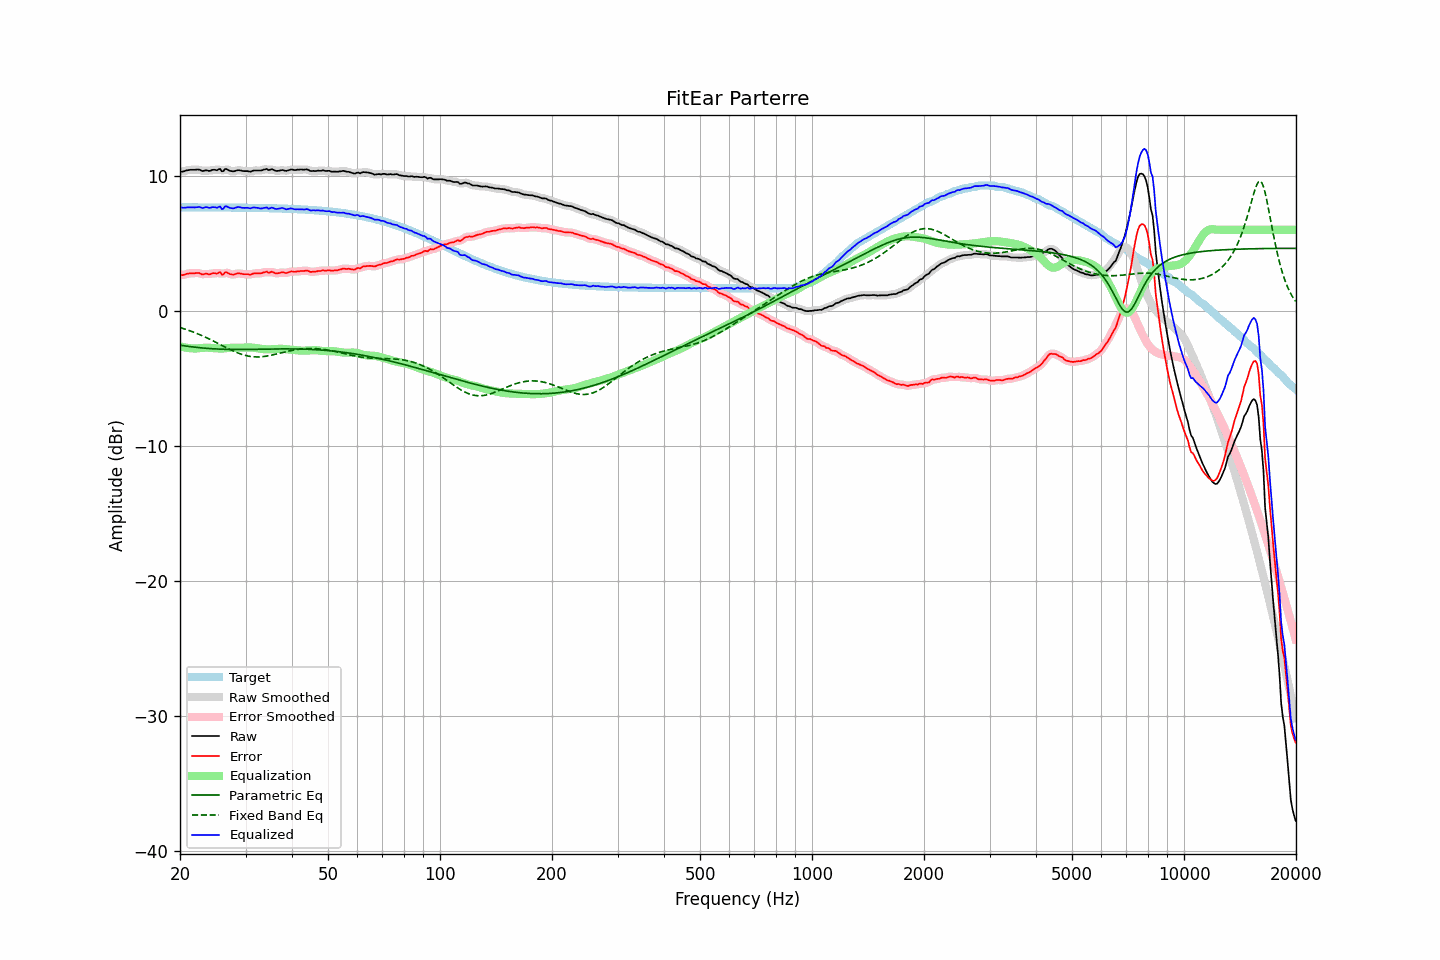 FitEar Parterre
10
0
−10
−20
−30
−40
Amplitude (dBr)
Target
Raw Smoothed
Error Smoothed
Raw
Error
Equalization
Parametric Eq
Fixed Band Eq
Equalized
20 50 100 200 500 1000 2000 5000 10000 20000
Frequency (Hz)